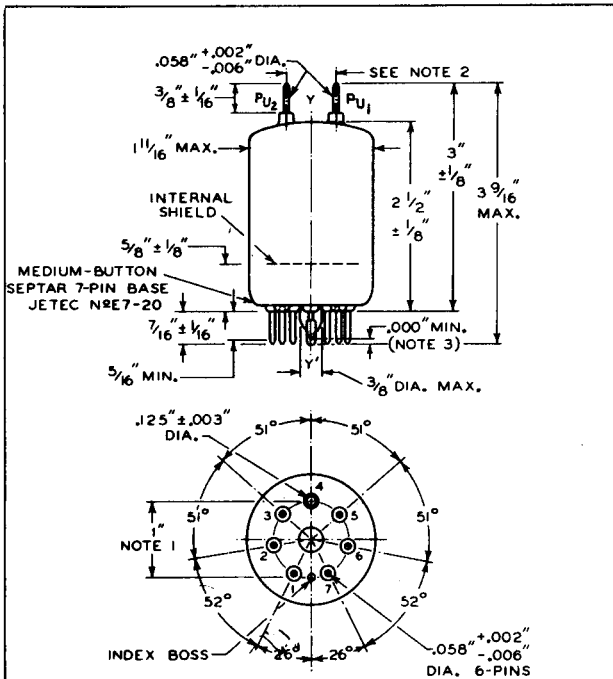 .058" +.002" -.006" DIA.
SEE NOTE 2
3/8" ± 1/16"
PU2
Y
PU1
1 11/16" MAX.
3" ± 1/8"
2 1/2" ± 1/8"
3 9/16" MAX.
INTERNAL
SHIELD
5/8" ± 1/8"
MEDIUM-BUTTON
SEPTAR 7-PIN BASE
JETEC NºE7-20
7/16" ± 1/16"
.000" MIN.
(NOTE 3)
5/16" MIN.
Y'
3/8" DIA. MAX.
.125" ±.003"
DIA.
51°
51°
4
3
5
51°
51°
1"
NOTE 1
2
6
1
7
52°
52°
INDEX BOSS
26°
26°
.058" +.002" -.006"
DIA. 6-PINS